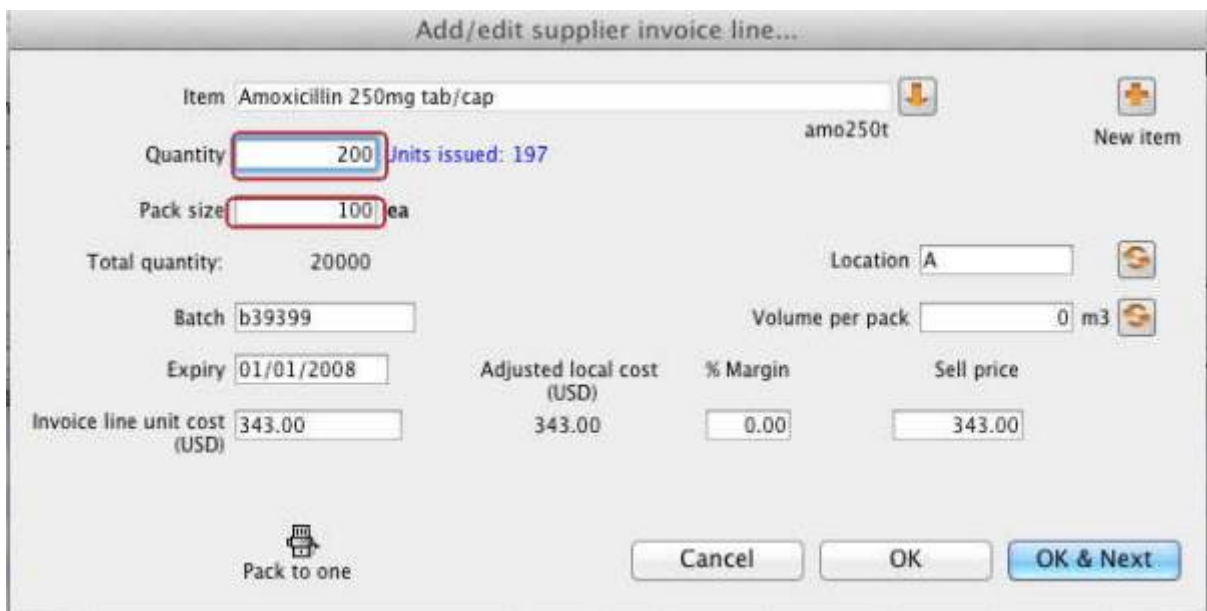 Add/edit supplier invoice line...
Item Amoxicillin 250mg tab/cap
amo250t
New item
Quantity 200 Units issued: 197
Pack size 100 ea
Total quantity: 20000
Location A
Batch b39399
Volume per pack 0 m3
Expiry 01/01/2008
Adjusted local cost
(USD)
% Margin
Sell price
Invoice line unit cost
(USD)
343.00
343.00
0.00
343.00
Pack to one
Cancel
OK
OK & Next